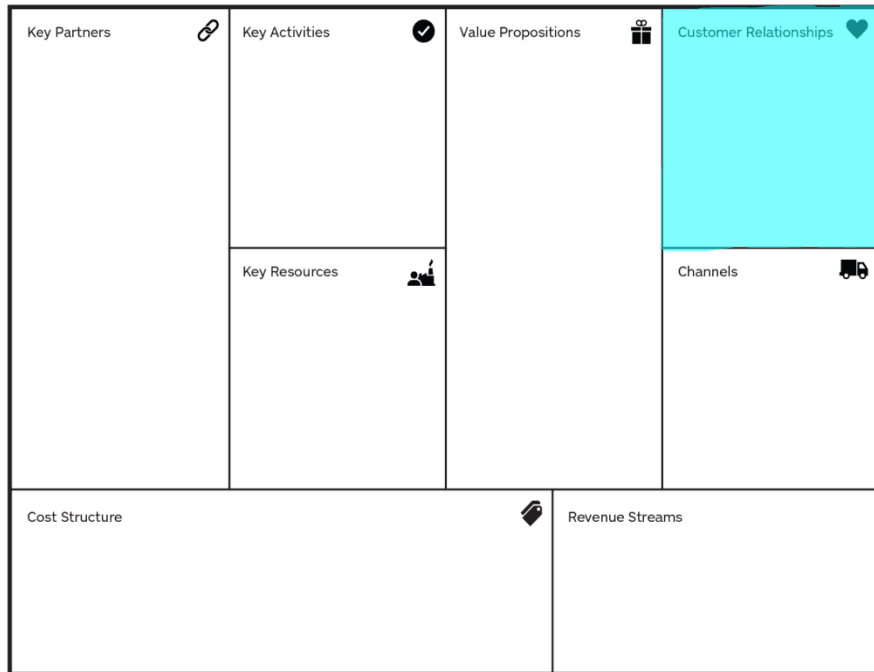 Key Partners
Key Activities
Value Propositions
Customer Relationships
Key Resources
Channels
Cost Structure
Revenue Streams